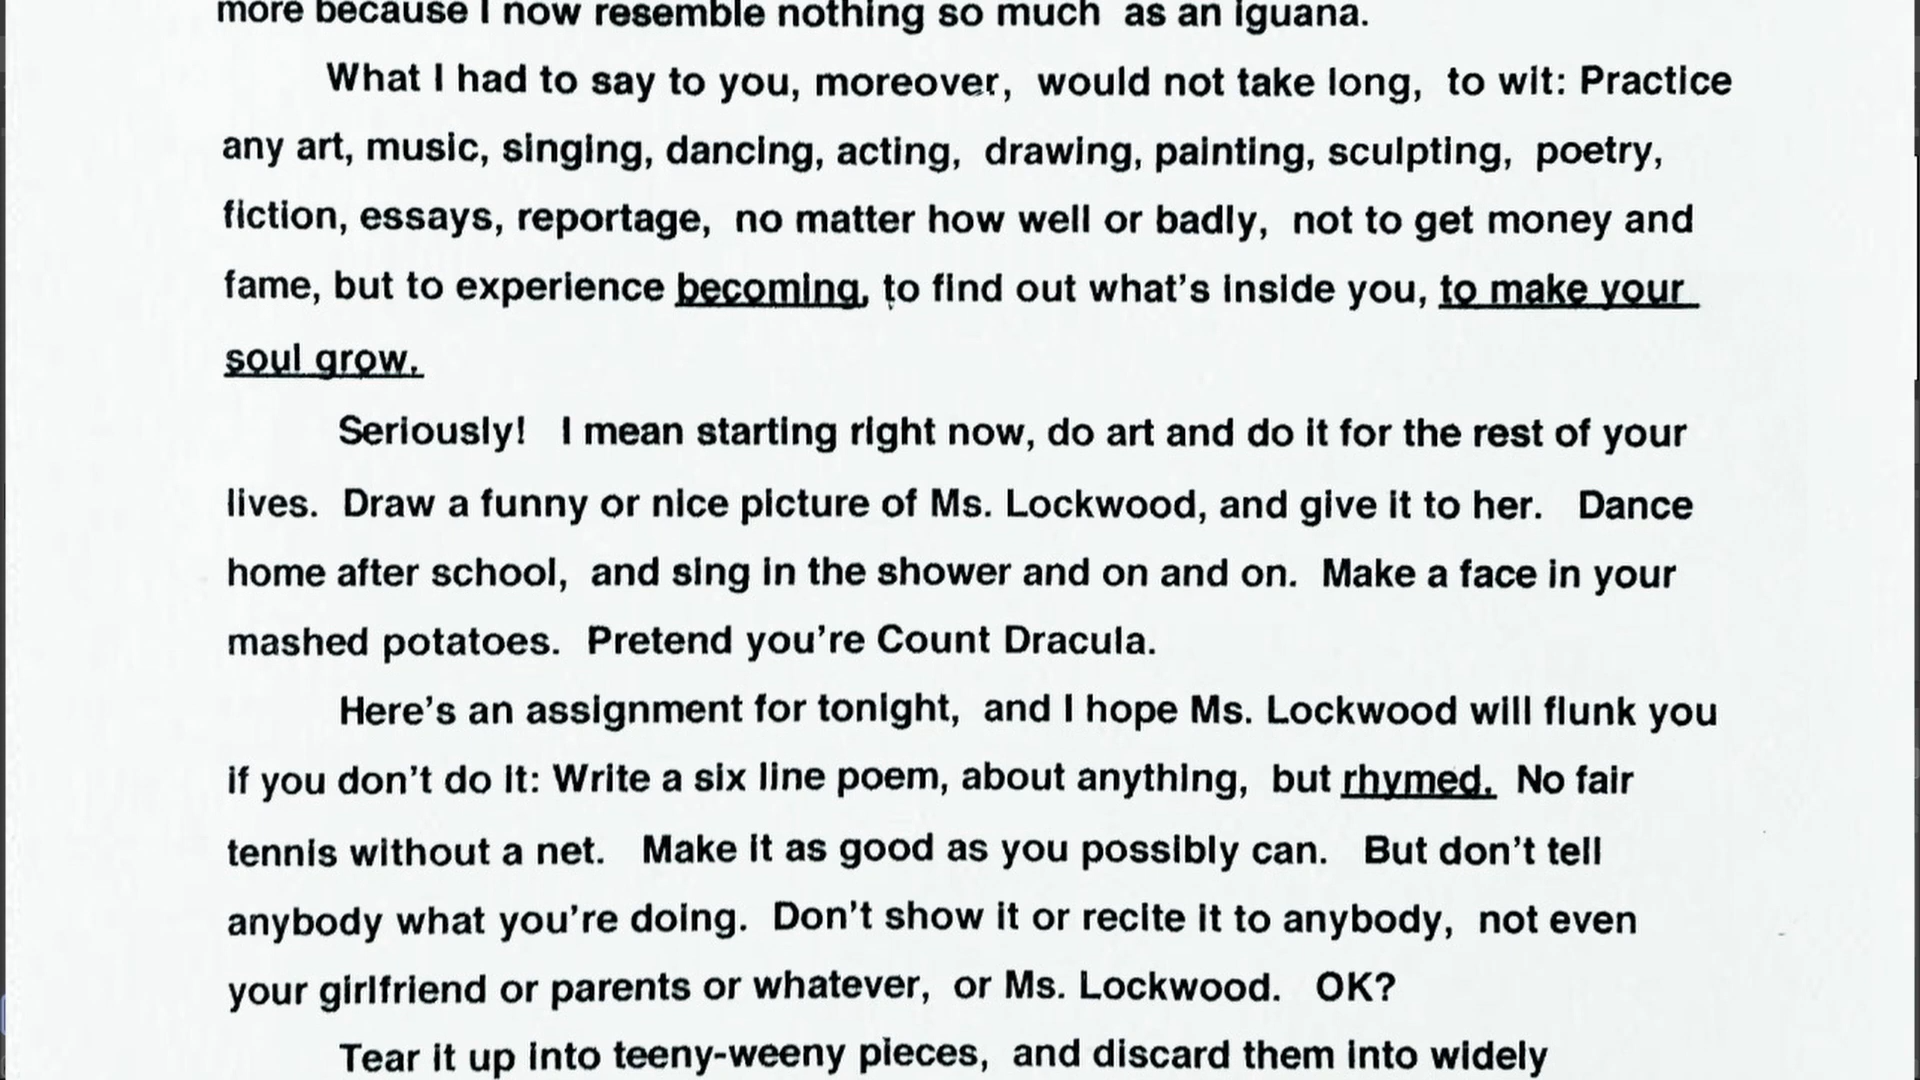 more because I now resemble nothing so much as an iguana.
What I had to say to you, moreover, would not take long, to wit: Practice
any art, music, singing, dancing, acting, drawing, painting, sculpting, poetry,
fiction, essays, reportage, no matter how well or badly, not to get money and
fame, but to experience becoming, to find out what's inside you, to make your
soul grow.
Seriously! I mean starting right now, do art and do it for the rest of your
lives. Draw a funny or nice picture of Ms. Lockwood, and give it to her. Dance
home after school, and sing in the shower and on and on. Make a face in your
mashed potatoes. Pretend you're Count Dracula.
Here's an assignment for tonight, and I hope Ms. Lockwood will flunk you
if you don't do it: Write a six line poem, about anything, but rhymed. No fair
tennis without a net. Make it as good as you possibly can. But don't tell
anybody what you're doing. Don't show it or recite it to anybody, not even
your girlfriend or parents or whatever, or Ms. Lockwood. OK?
Tear it up into teeny-weeny pieces, and discard them into widely